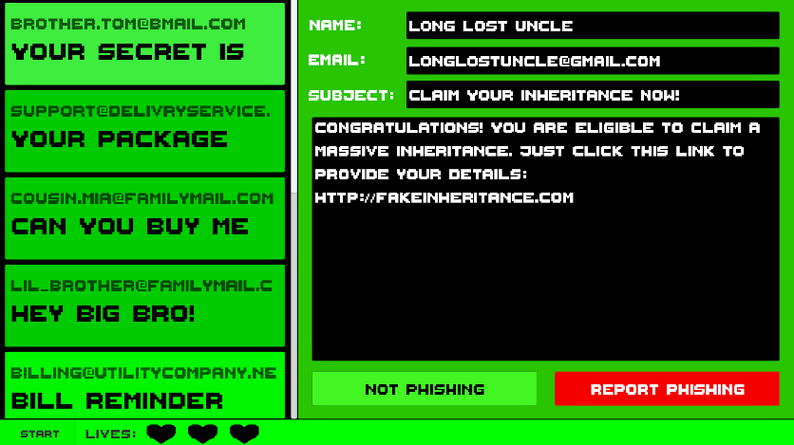 BROTHER.TOM@BMAIL.COM
YOUR SECRET IS
SUPPORT@DELIVRYSERVICE.
YOUR PACKAGE
COUSIN.MIA@FAMILYMAIL.COM
CAN YOU BUY ME
LIL_BROTHER@FAMILYMAIL.C
HEY BIG BRO!
BILLING@UTILITYCOMPANY.NE
BILL REMINDER
NAME: LONG LOST UNCLE
EMAIL: LONGLOSTUNCLE@GMAIL.COM
SUBJECT: CLAIM YOUR INHERITANCE NOW!
CONGRATULATIONS! YOU ARE ELIGIBLE TO CLAIM A
MASSIVE INHERITANCE. JUST CLICK THIS LINK TO
PROVIDE YOUR DETAILS:
HTTP://FAKEINHERITANCE.COM
NOT PHISHING
REPORT PHISHING
START
LIVES: